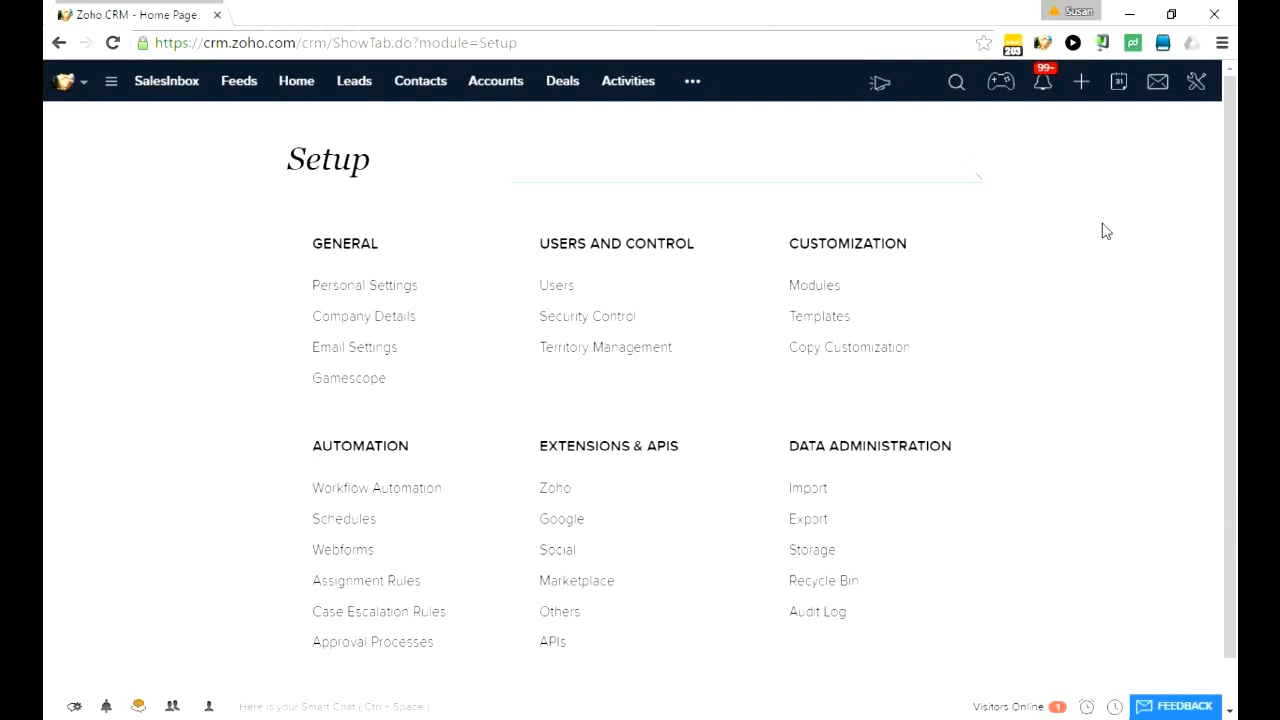 Zoho CRM - Home Page
Susan
https://crm.zoho.com/crm/ShowTab.do?module=Setup
203
SalesInbox Feeds Home Leads Contacts Accounts Deals Activities
99+
31
Setup
GENERAL
Personal Settings
Company Details
Email Settings
Gamescope
USERS AND CONTROL
Users
Security Control
Territory Management
CUSTOMIZATION
Modules
Templates
Copy Customization
AUTOMATION
Workflow Automation
Schedules
Webforms
Assignment Rules
Case Escalation Rules
Approval Processes
EXTENSIONS & APIS
Zoho
Google
Social
Marketplace
Others
APIs
DATA ADMINISTRATION
Import
Export
Storage
Recycle Bin
Audit Log
Here is your Smart Chat ( Ctrl + Space )
Visitors Online 1
FEEDBACK